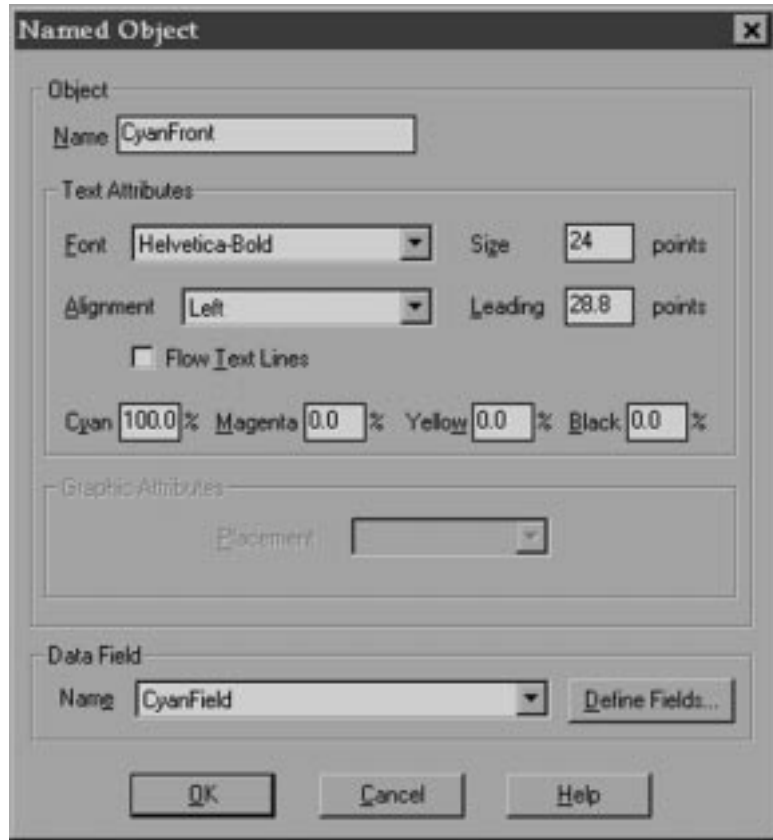 Named Object
Object
Name CyanFront
Text Attributes
Font Helvetica-Bold Size 24 points
Alignment Left Leading 28.8 points
Flow Text Lines
Cyan 100.0 % Magenta 0.0 % Yellow 0.0 % Black 0.0 %
Graphic Attributes
Placement
Data Field
Name CyanField Define Fields...
OK Cancel Help